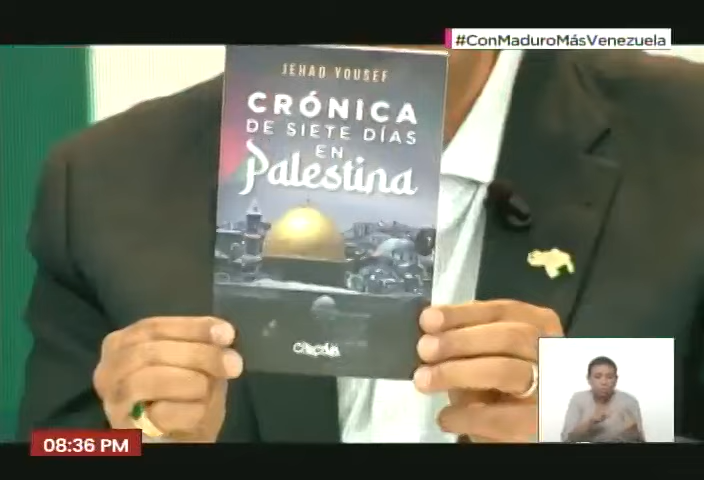 #ConMaduroMásVenezuela
JEHAD YOUSEF
CRÓNICA
DE SIETE DÍAS
EN
Palestina
08:36 PM